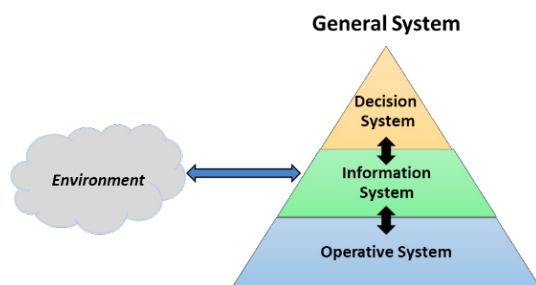 General System
Decision
System
Environment
Information
System
Operative System